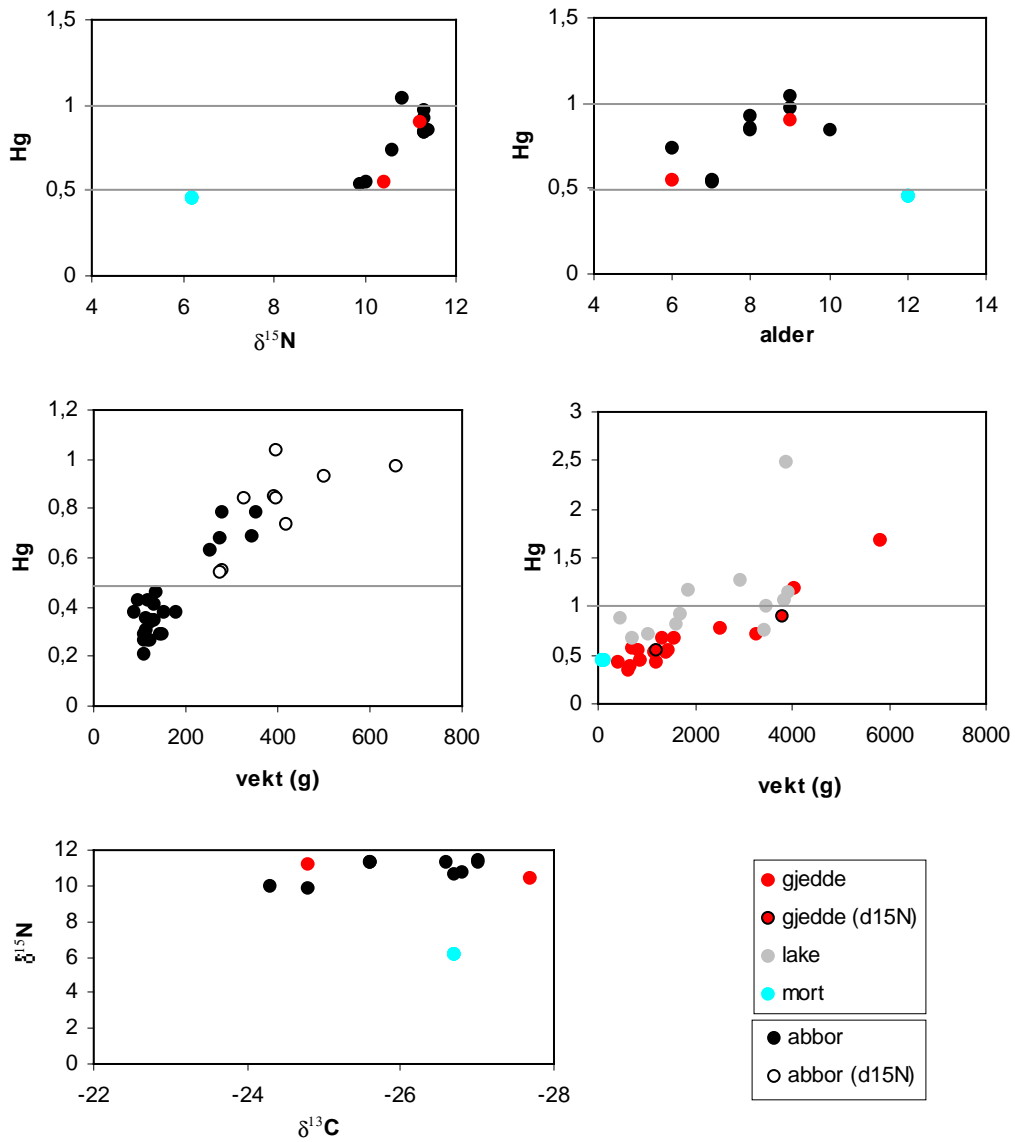 1,5
1
0,5
0
Hg
4 6 8 10 12
δ15N
1,5
1
0,5
0
Hg
4 6 8 10 12 14
alder
1,2
1
0,8
0,6
0,4
0,2
0
Hg
0 200 400 600 800
vekt (g)
3
2,5
2
1,5
1
0,5
0
Hg
0 2000 4000 6000 8000
vekt (g)
12
10
8
6
4
2
0
δ15N
-22 -24 -26 -28
δ13C
gjedde
gjedde (d15N)
lake
mort
abbor
abbor (d15N)